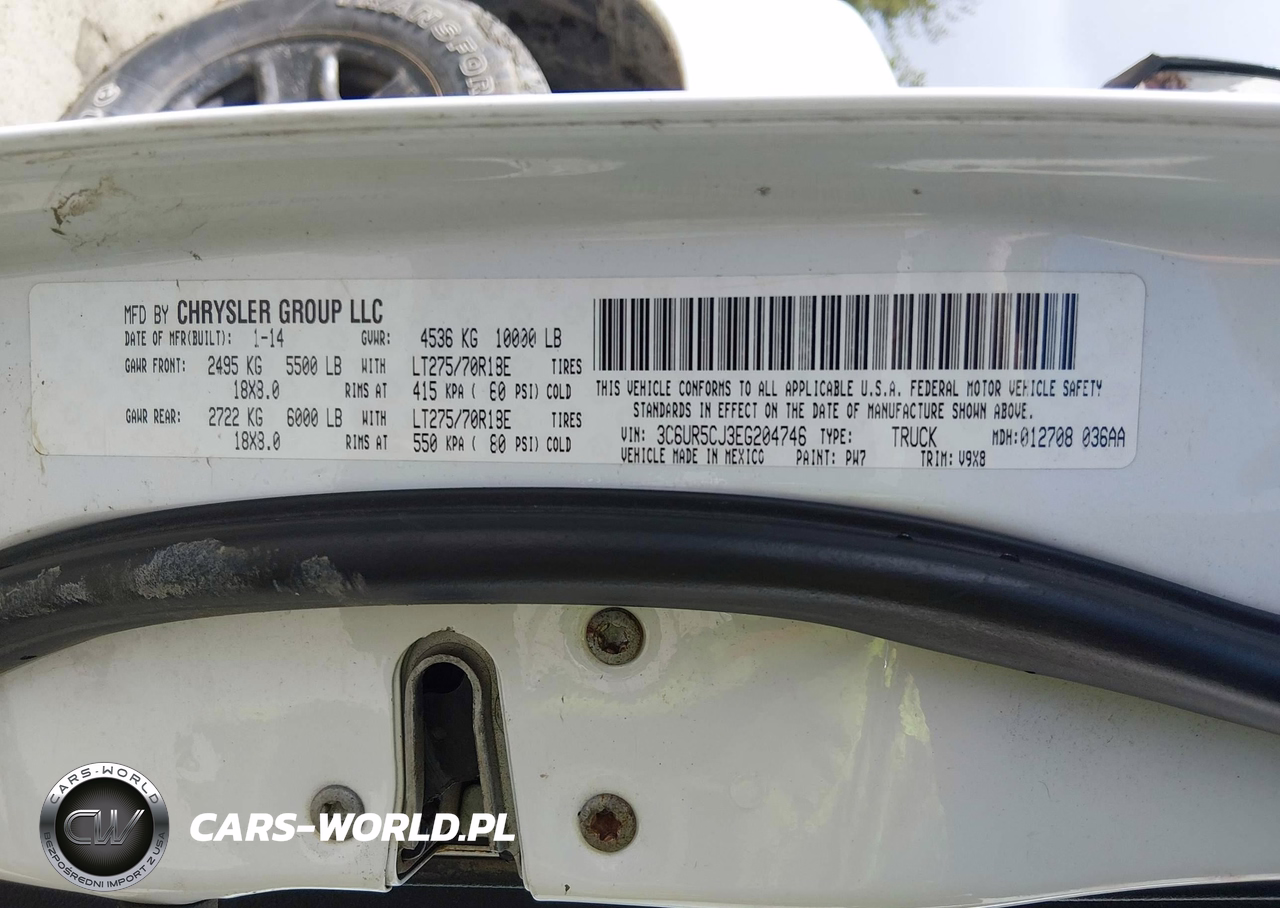 TRANSFOR
MFD BY CHRYSLER GROUP LLC
DATE OF MFR(BUILT): 1-14 GVWR: 4536 KG 10000 LB
GAWR FRONT: 2495 KG 5500 LB WITH LT275/70R18E TIRES
18X8.0 RIMS AT 415 KPA ( 60 PSI) COLD
GAWR REAR: 2722 KG 6000 LB WITH LT275/70R18E TIRES
18X8.0 RIMS AT 550 KPA ( 80 PSI) COLD
THIS VEHICLE CONFORMS TO ALL APPLICABLE U.S.A. FEDERAL MOTOR VEHICLE SAFETY
STANDARDS IN EFFECT ON THE DATE OF MANUFACTURE SHOWN ABOVE.
VIN: 3C6UR5CJ3EG204746 TYPE: TRUCK MDH:012708 036AA
VEHICLE MADE IN MEXICO PAINT: PW7 TRIM: V9X8
CARS-WORLD
CW
BEZPOŚREDNI IMPORT Z USA
CARS-WORLD.PL